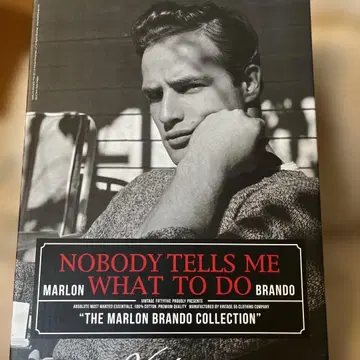 NOBODY TELLS ME
MARLON WHAT TO DO BRANDO
VINTAGE FIFTYFIVE PROUDLY PRESENTS
ABSOLUTE MOST WANTED ESSENTIALS, 100% COTTON. PREMIUM QUALITY. MANUFACTURED BY VINTAGE 55 CLOTHING COMPANY
"THE MARLON BRANDO COLLECTION"